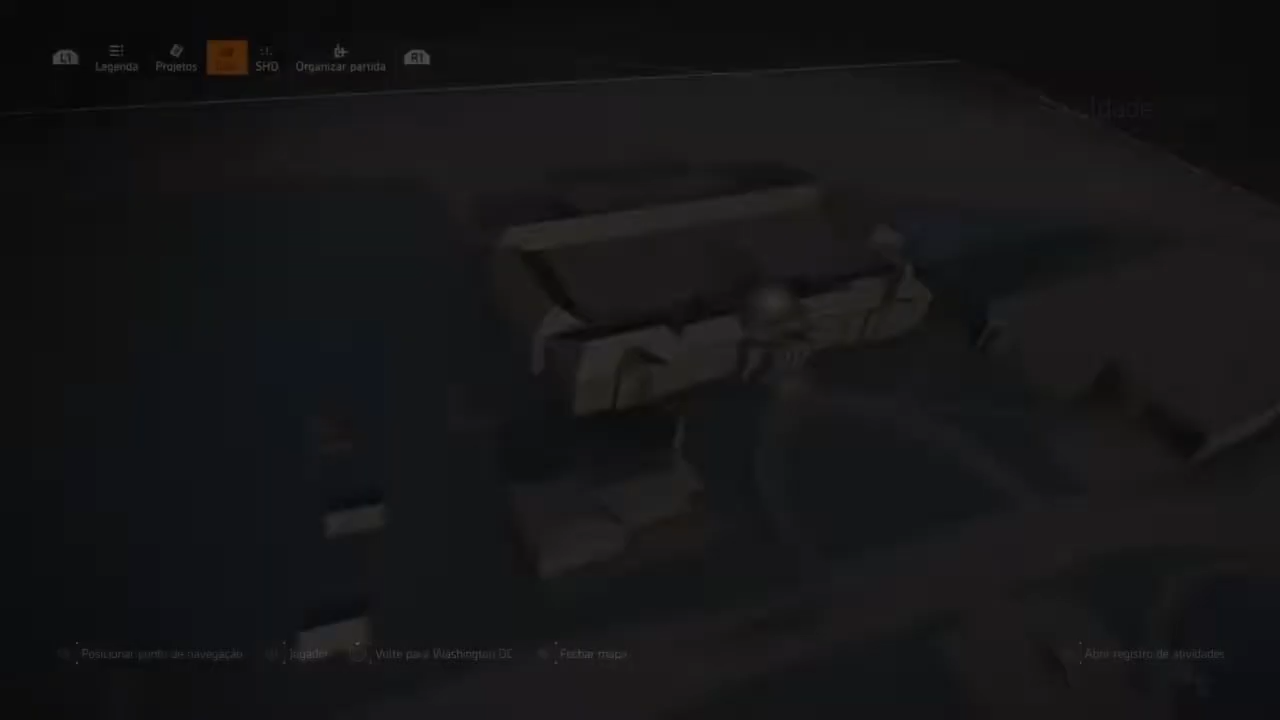 L1
Legenda
Projetos
SHD
Organizar partida
R1
Posicionar ponto de navegação
Jogador
Volte para Washington DC
Fechar mapa
Abrir registro de atividades